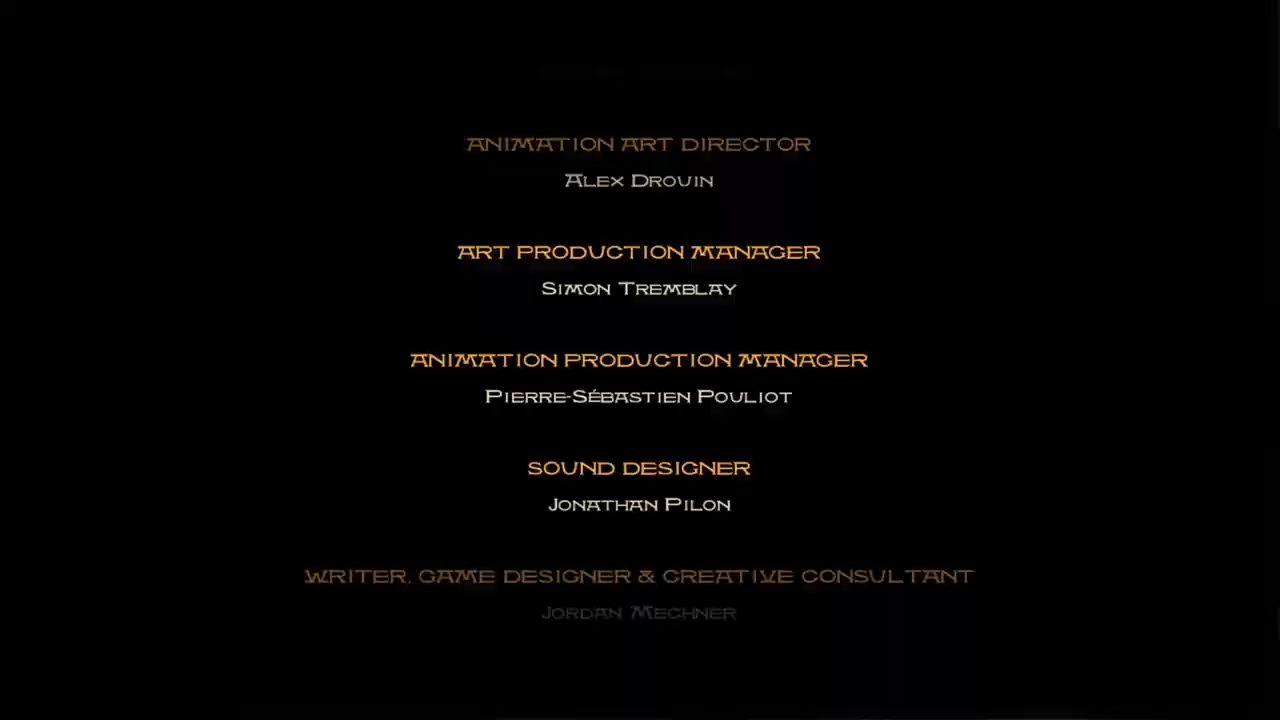 ANIMATION ART DIRECTOR
ALEX DROUIN
ART PRODUCTION MANAGER
SIMON TREMBLAY
ANIMATION PRODUCTION MANAGER
PIERRE-SÉBASTIEN POULIOT
SOUND DESIGNER
JONATHAN PILON
WRITER, GAME DESIGNER & CREATIVE CONSULTANT
JORDAN MECHNER